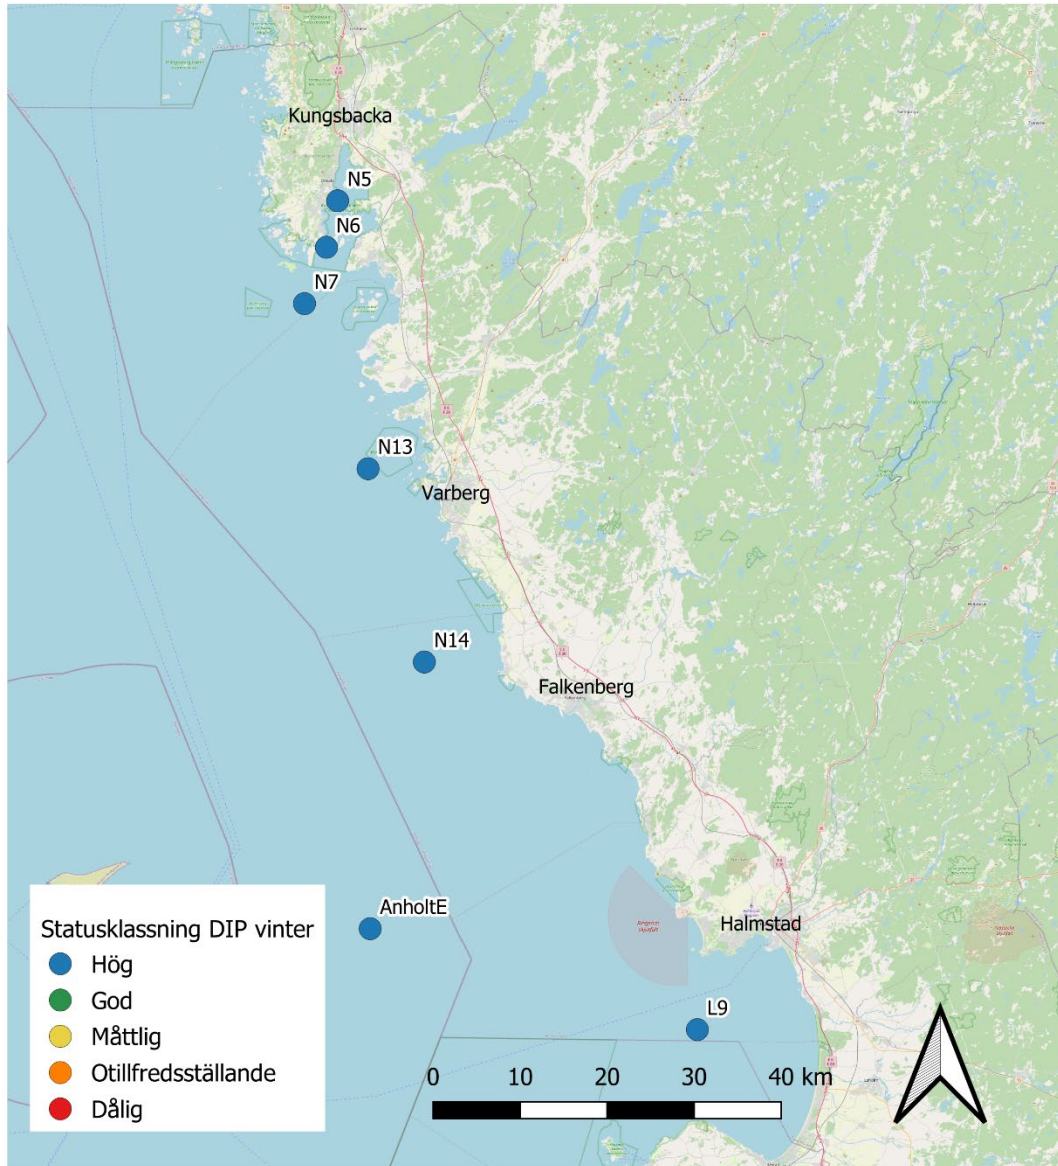 Kungsbacka
N5
N6
N7
N13
Varberg
N14
Falkenberg
AnholtE
Halmstad
L9
Statusklassning DIP vinter
Hög
God
Måttlig
Otillfredsställande
Dålig
0 10 20 30 40 km